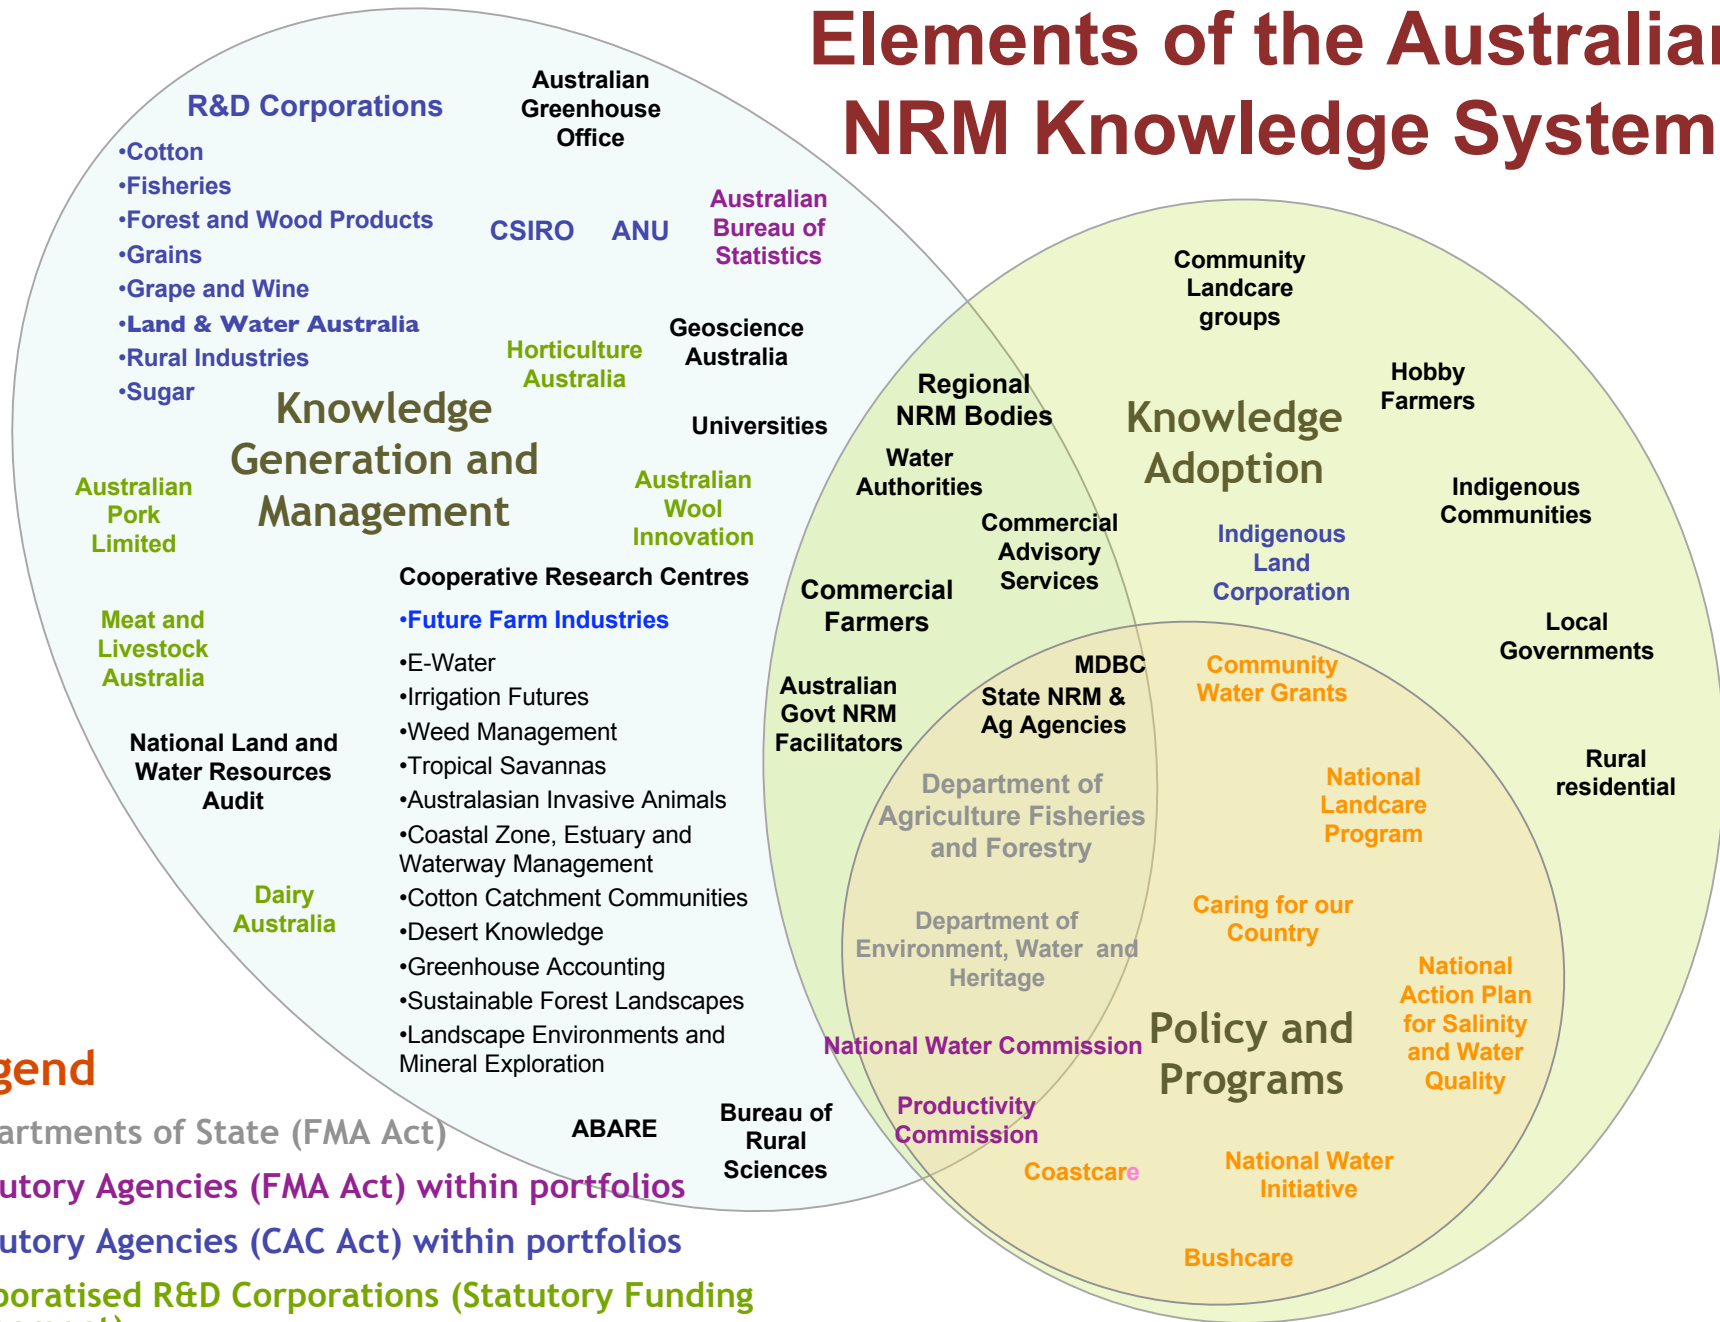 Elements of the Australian
NRM Knowledge System
R&D Corporations
•Cotton
•Fisheries
•Forest and Wood Products
•Grains
•Grape and Wine
•Land & Water Australia
•Rural Industries
•Sugar
Australian
Greenhouse
Office
CSIRO
ANU
Australian
Bureau of
Statistics
Horticulture
Australia
Geoscience
Australia
Universities
Knowledge
Generation and
Management
Australian
Pork
Limited
Australian
Wool
Innovation
Meat and
Livestock
Australia
National Land and
Water Resources
Audit
Dairy
Australia
Cooperative Research Centres
•Future Farm Industries
•E-Water
•Irrigation Futures
•Weed Management
•Tropical Savannas
•Australasian Invasive Animals
•Coastal Zone, Estuary and
Waterway Management
•Cotton Catchment Communities
•Desert Knowledge
•Greenhouse Accounting
•Sustainable Forest Landscapes
•Landscape Environments and
Mineral Exploration
ABARE
Bureau of
Rural
Sciences
Regional
NRM Bodies
Water
Authorities
Commercial
Advisory
Services
Commercial
Farmers
Australian
Govt NRM
Facilitators
Knowledge
Adoption
Community
Landcare
groups
Hobby
Farmers
Indigenous
Communities
Indigenous
Land
Corporation
Local
Governments
Rural
residential
MDBC
State NRM &
Ag Agencies
Department of
Agriculture Fisheries
and Forestry
Department of
Environment, Water and
Heritage
National Water Commission
Productivity
Commission
Policy and
Programs
Community
Water Grants
National
Landcare
Program
Caring for our
Country
National
Action Plan
for Salinity
and Water
Quality
Coastcare
National Water
Initiative
Bushcare
gend
artments of State (FMA Act)
utory Agencies (FMA Act) within portfolios
utory Agencies (CAC Act) within portfolios
poratised R&D Corporations (Statutory Funding